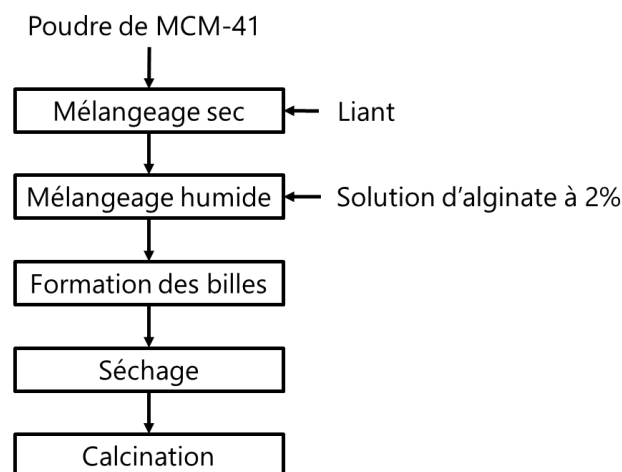 Poudre de MCM-41
Mélangeage sec
Liant
Mélangeage humide
Solution d'alginate à 2%
Formation des billes
Séchage
Calcination